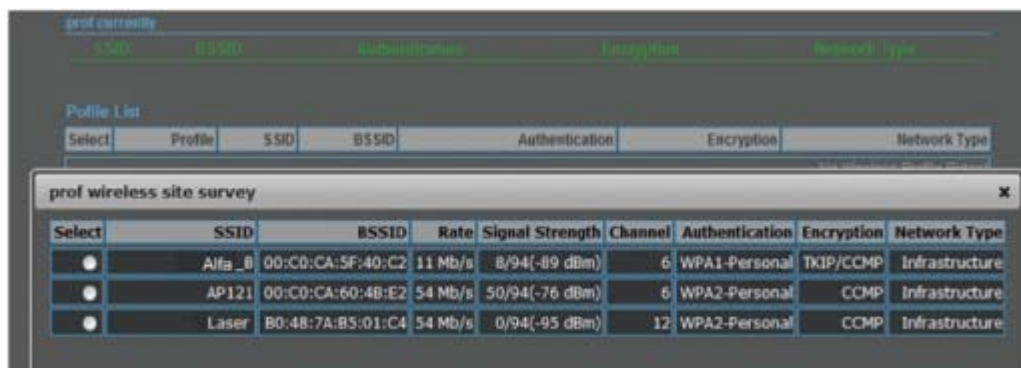 prof currently
SSID BSSID Authentication Encryption Network Type
Pofile List
Select Profile SSID BSSID Authentication Encryption Network Type
No Wireless Profile
prof wireless site survey x
Select SSID BSSID Rate Signal Strength Channel Authentication Encryption Network Type
Alfa_B 00:C0:CA:5F:40:C2 11 Mb/s 8/94(-89 dBm) 6 WPA1-Personal TKIP/CCMP Infrastructure
AP121 00:C0:CA:60:4B:E2 54 Mb/s 50/94(-76 dBm) 6 WPA2-Personal CCMP Infrastructure
Laser B0:48:7A:B5:01:C4 54 Mb/s 0/94(-95 dBm) 12 WPA2-Personal CCMP Infrastructure